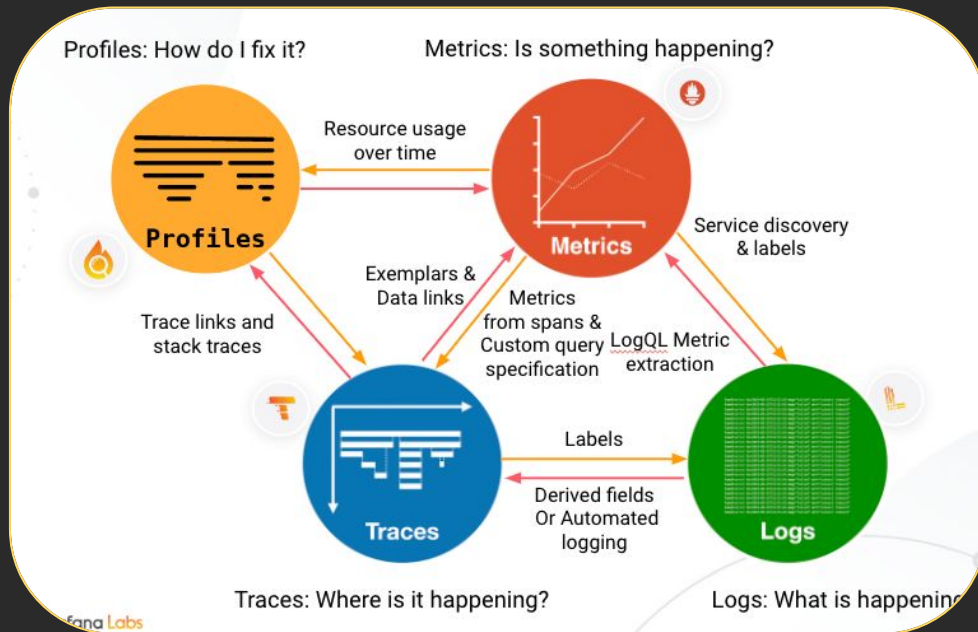 Profiles: How do I fix it?
Metrics: Is something happening?
Resource usage
over time
Profiles
Metrics
Service discovery
& labels
Exemplars &
Data links
Metrics
from spans &
Custom query
specification
LogQL Metric
extraction
Trace links and
stack traces
Labels
Derived fields
Or Automated
logging
Traces
Logs
Traces: Where is it happening?
Logs: What is happening
fana Labs